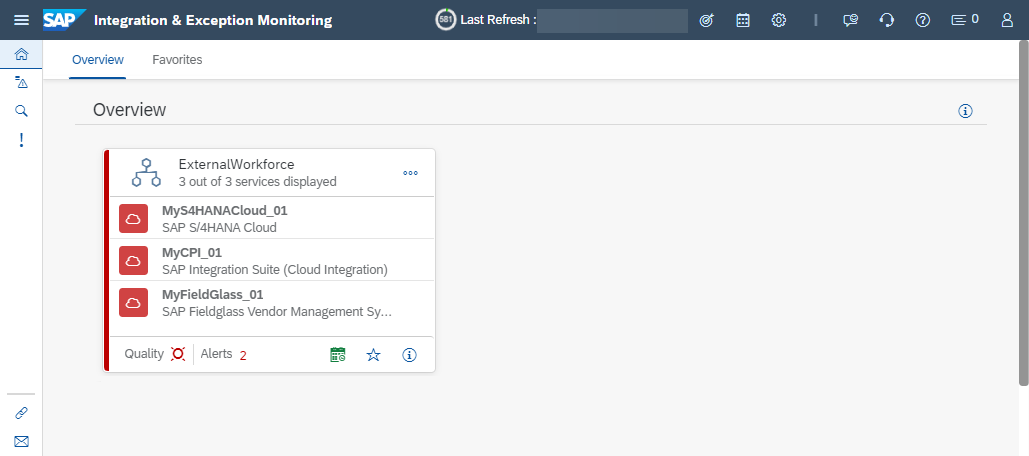 SAP Integration & Exception Monitoring 581 Last Refresh : 0
Overview Favorites
Overview
ExternalWorkforce
3 out of 3 services displayed
MyS4HANACloud_01
SAP S/4HANA Cloud
MyCPI_01
SAP Integration Suite (Cloud Integration)
MyFieldGlass_01
SAP Fieldglass Vendor Management Sy...
Quality Alerts 2